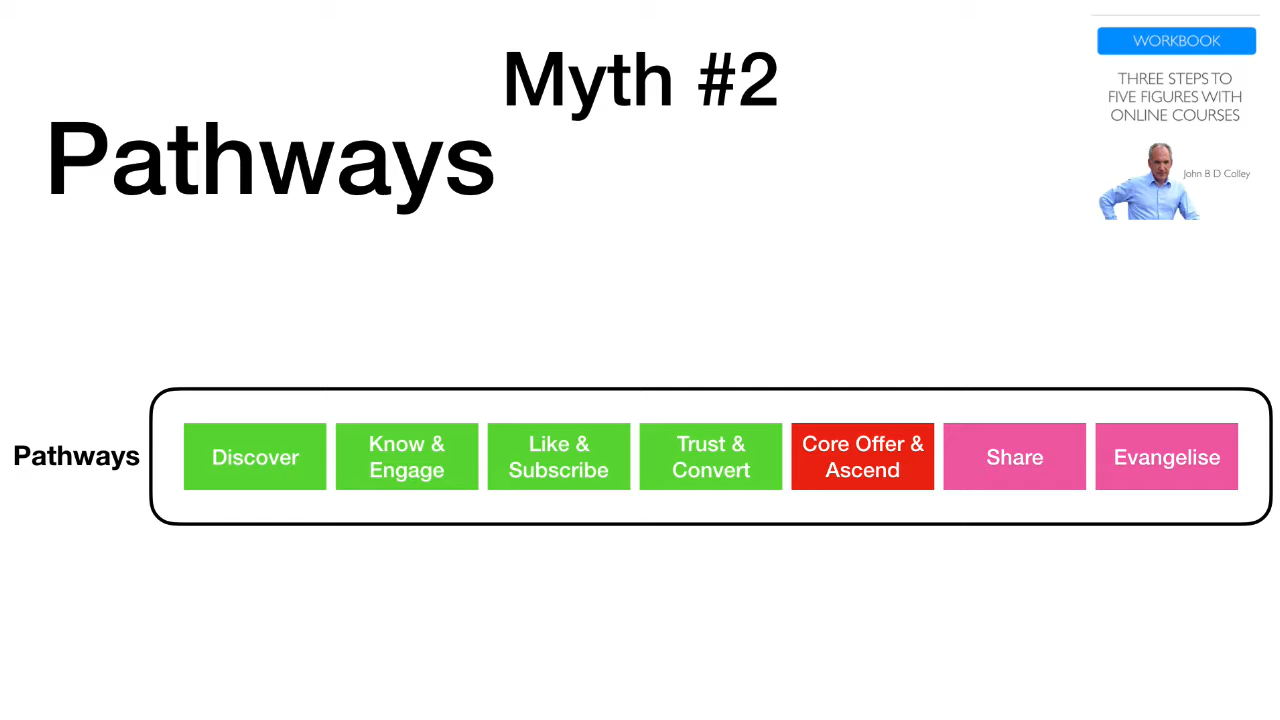 Myth #2
Pathways
WORKBOOK
THREE STEPS TO
FIVE FIGURES WITH
ONLINE COURSES
John B D Colley
Pathways
Discover
Know &
Engage
Like &
Subscribe
Trust &
Convert
Core Offer &
Ascend
Share
Evangelise